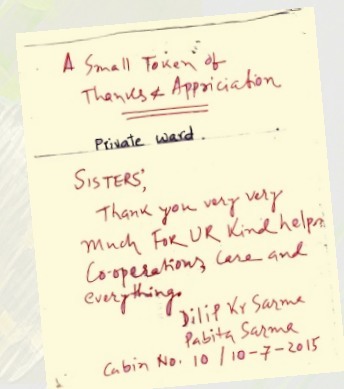 A Small Token of
Thanks & Appriciation
Private ward.
SISTERS',
Thank you very very
much FOR UR Kind helps
Co-operations, Care and
everything.
Dilip Kr Sarma
Pabita Sarma
Cabin No. 10 / 10-7-2015